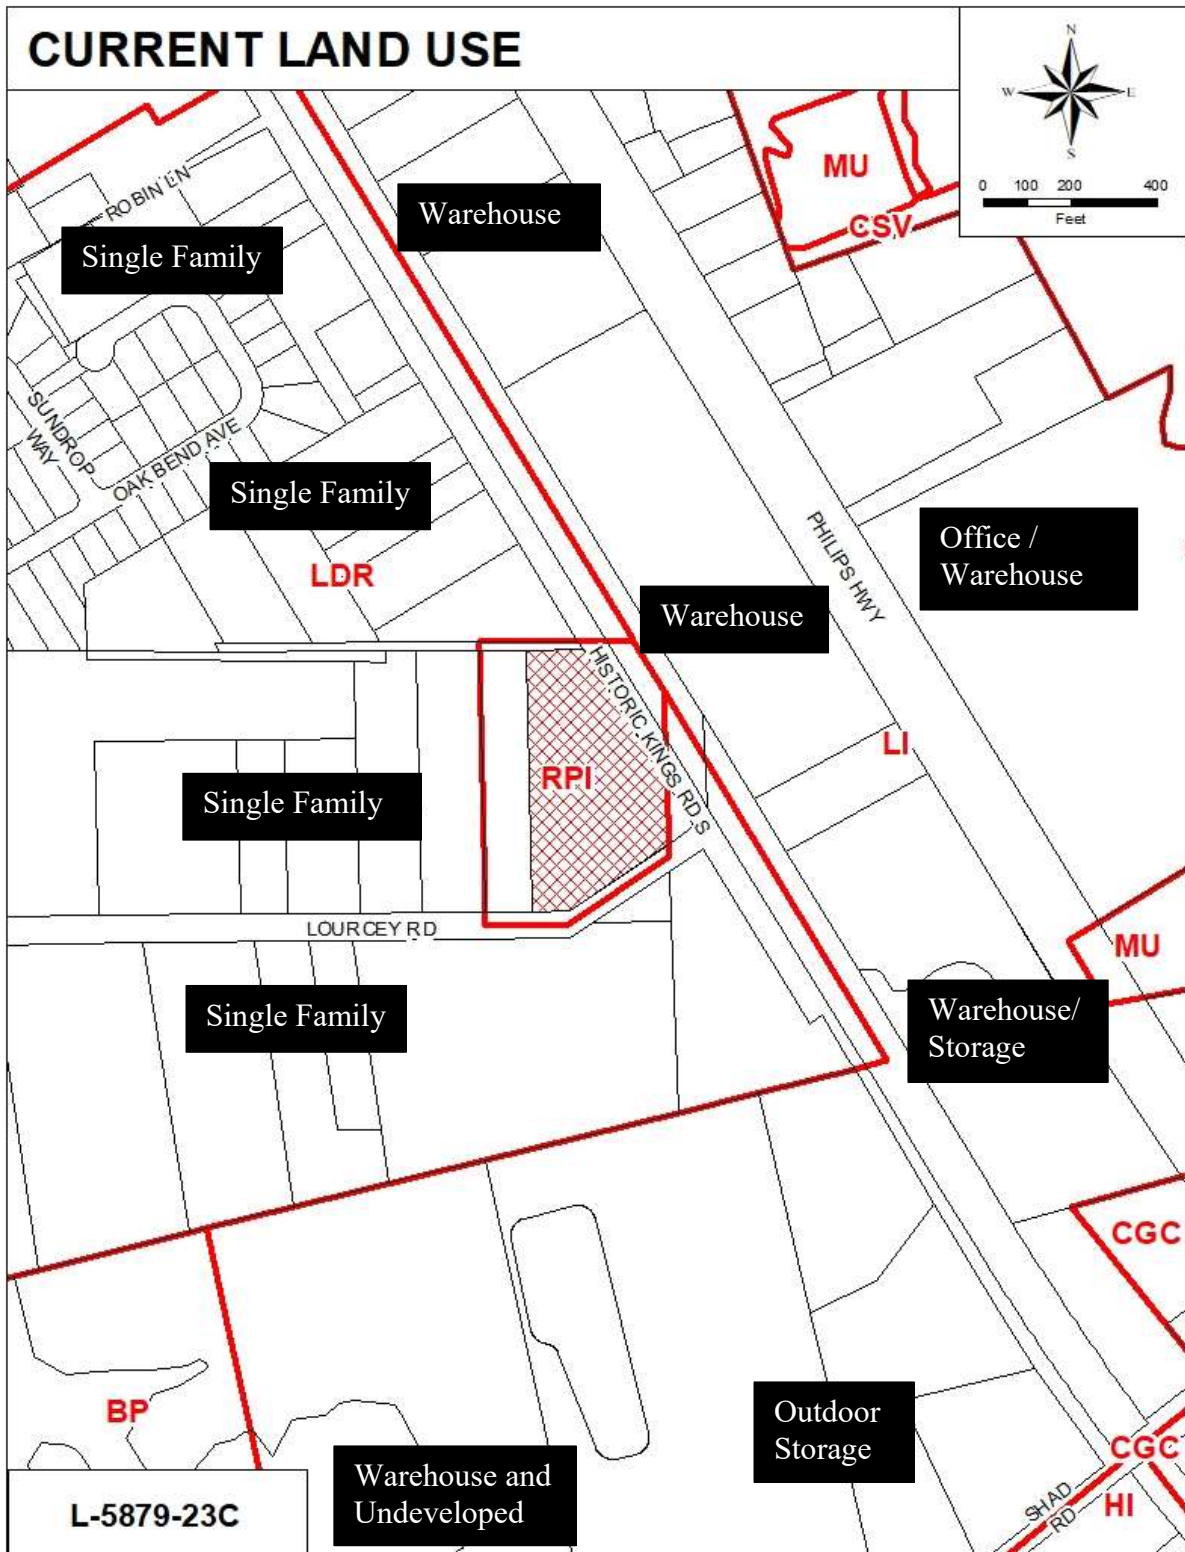 CURRENT LAND USE
N
W
E
S
0 100 200 400
Feet
MU
CSV
ROBIN LN
Warehouse
Single Family
SUNDROP
WAY
OAK BEND AVE
Single Family
LDR
PHILIPS HWY
Office /
Warehouse
Warehouse
HISTORIC KINGS RD S
LI
RPI
Single Family
LOURCEY RD
MU
Single Family
Warehouse/
Storage
CGC
BP
Outdoor
Storage
CGC
Warehouse and
Undeveloped
SHAD
RD
HI
L-5879-23C